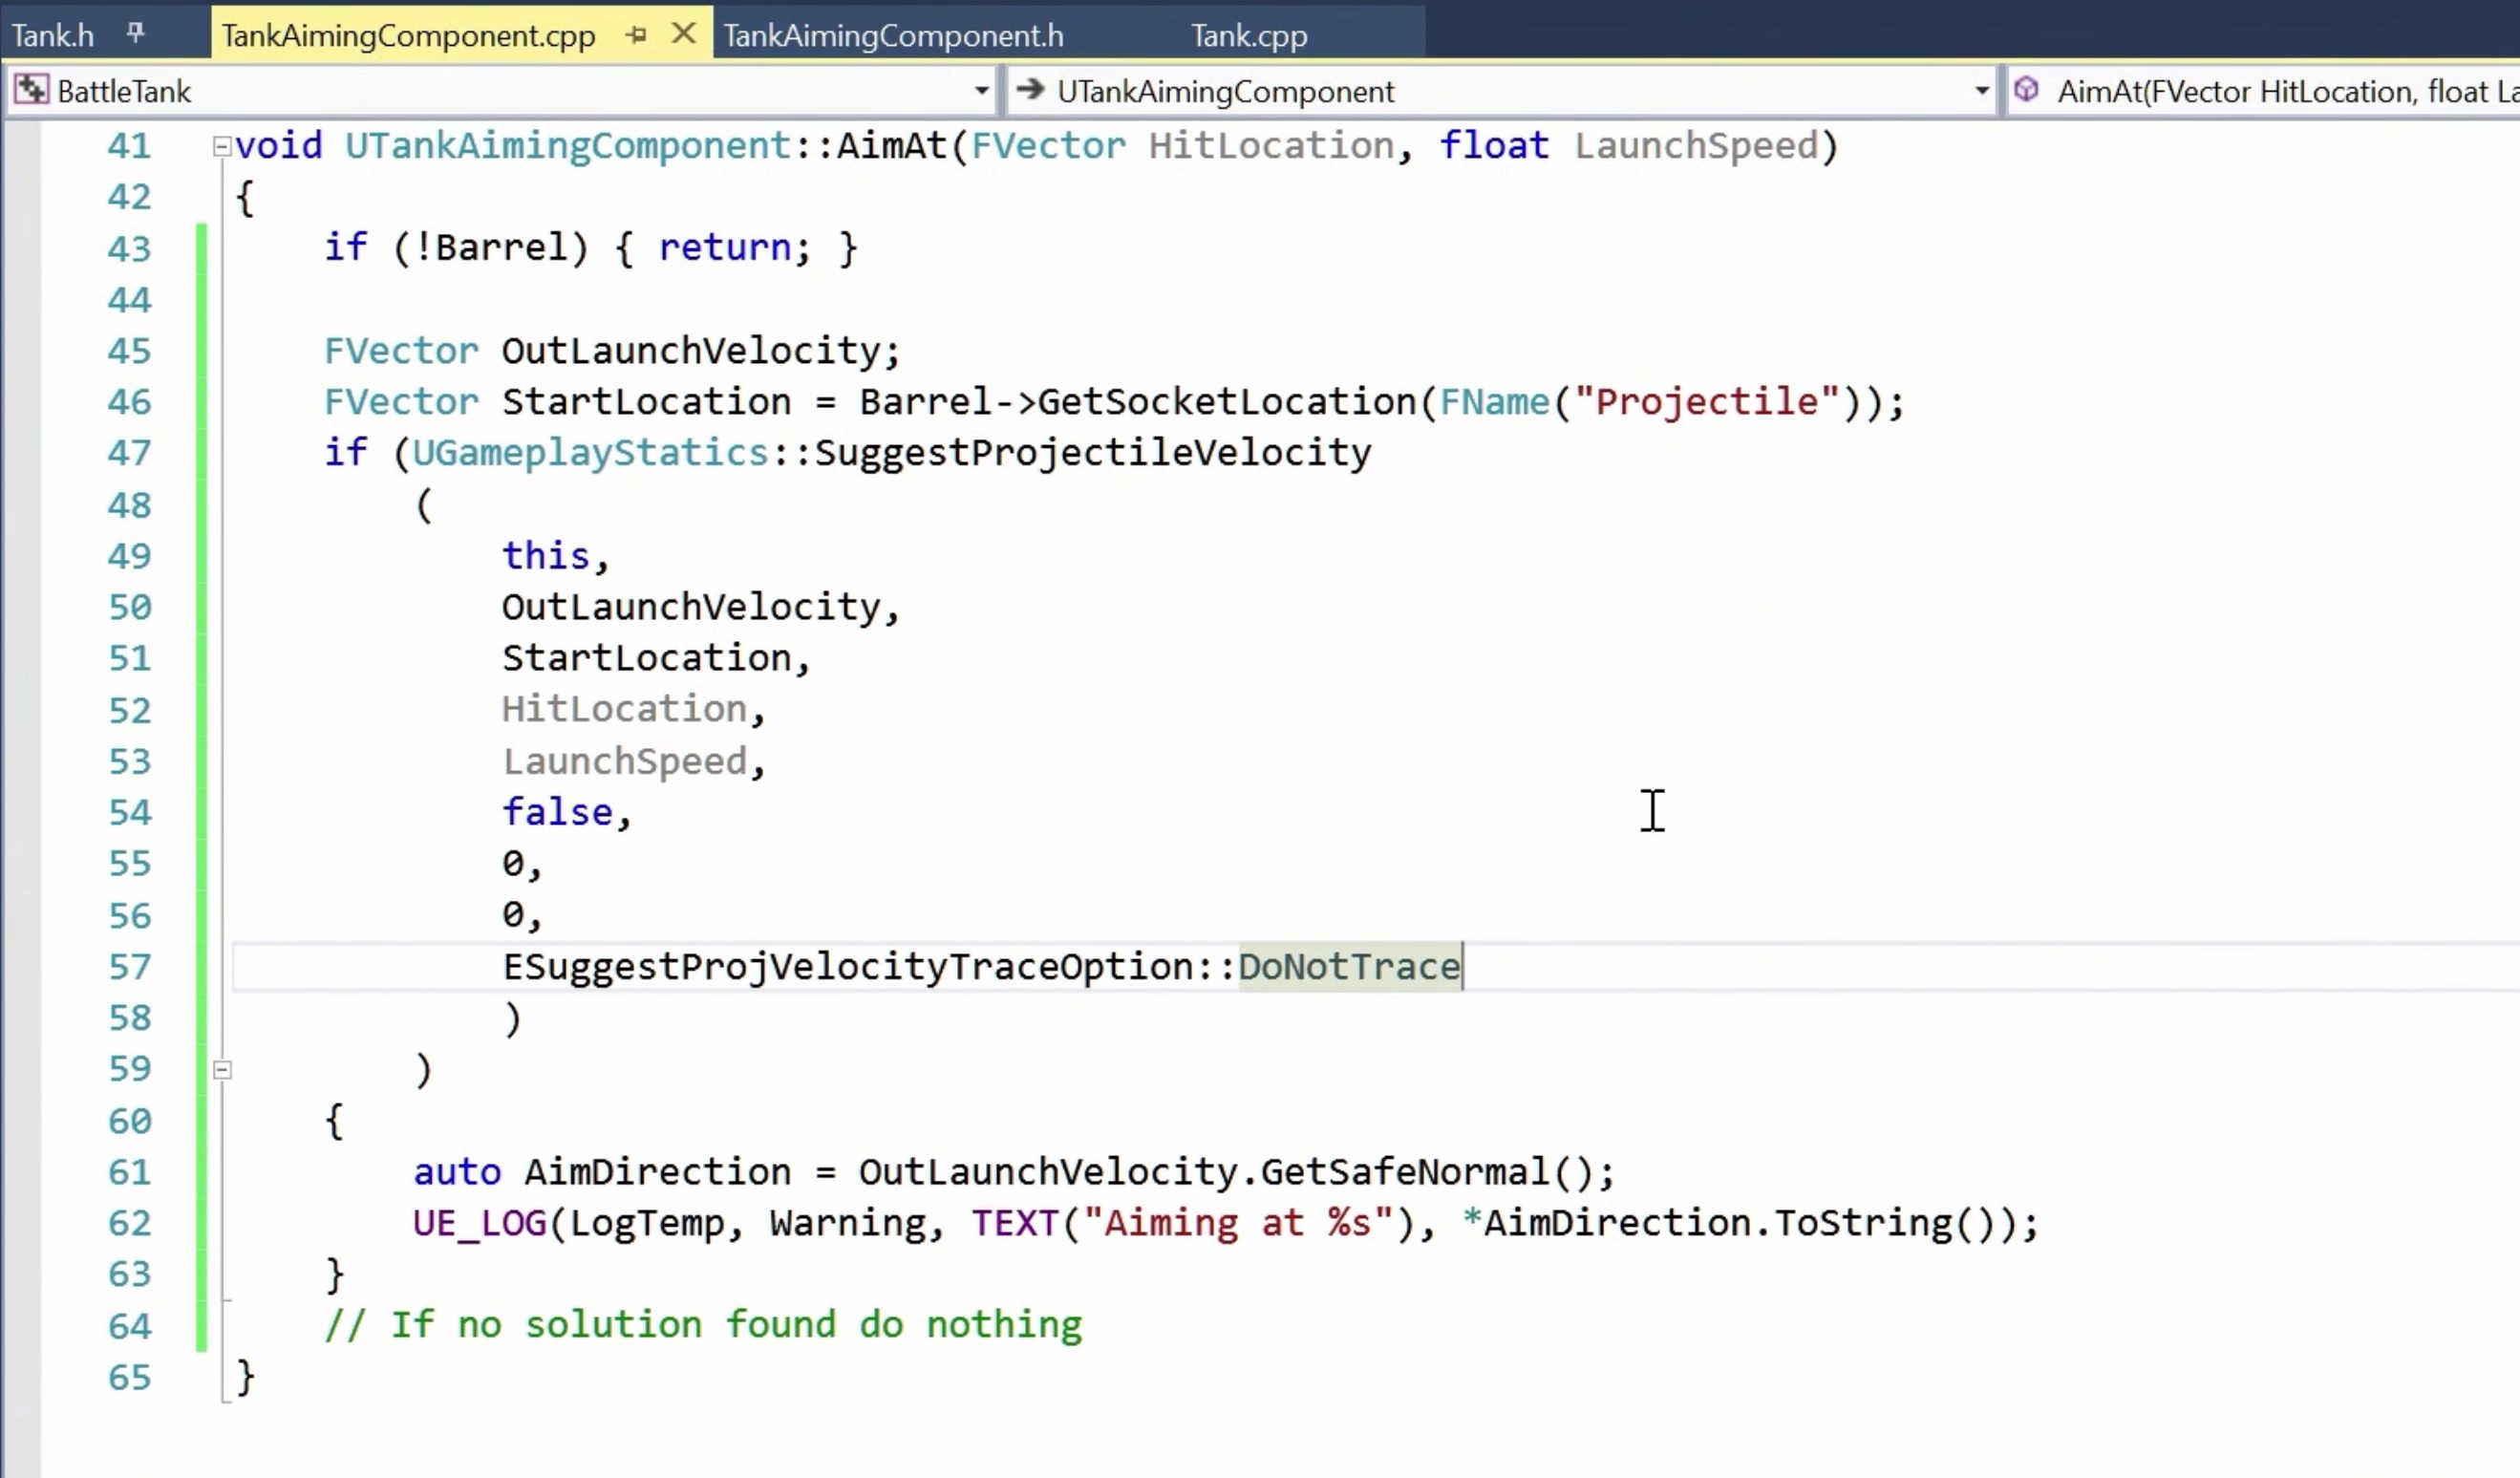 Tank.h TankAimingComponent.cpp TankAimingComponent.h Tank.cpp
BattleTank UTankAimingComponent AimAt(FVector HitLocation, float La
41 void UTankAimingComponent::AimAt(FVector HitLocation, float LaunchSpeed)
42 {
43 if (!Barrel) { return; }
44
45 FVector OutLaunchVelocity;
46 FVector StartLocation = Barrel->GetSocketLocation(FName("Projectile"));
47 if (UGameplayStatics::SuggestProjectileVelocity
48 (
49 this,
50 OutLaunchVelocity,
51 StartLocation,
52 HitLocation,
53 LaunchSpeed,
54 false,
55 0,
56 0,
57 ESuggestProjVelocityTraceOption::DoNotTrace
58 )
59 )
60 {
61 auto AimDirection = OutLaunchVelocity.GetSafeNormal();
62 UE_LOG(LogTemp, Warning, TEXT("Aiming at %s"), *AimDirection.ToString());
63 }
64 // If no solution found do nothing
65 }